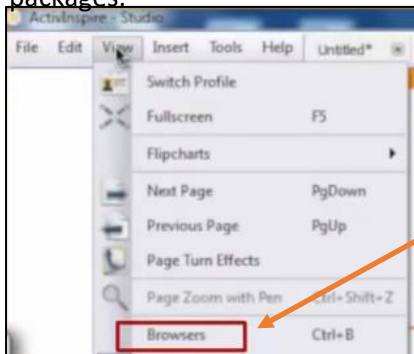 packages.
ActivInspire - Studio
File Edit View Insert Tools Help Untitled*
Switch Profile
Fullscreen F5
Flipcharts
Next Page PgDown
Previous Page PgUp
Page Turn Effects
Page Zoom with Pen Ctrl+Shift+Z
Browsers Ctrl+B